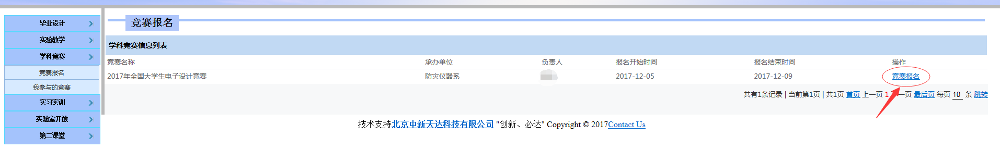 毕业设计
实验教学
学科竞赛
竞赛报名
我参与的竞赛
实习实训
实验室开放
第二课堂
竞赛报名
学科竞赛信息列表
竞赛名称 承办单位 负责人 报名开始时间 报名结束时间 操作
2017年全国大学生电子设计竞赛 防灾仪器系 2017-12-05 2017-12-09 竞赛报名
共有1条记录 | 当前第1页 | 共1页 首页 上一页 1 一页 最后页 每页 10 条 跳转
技术支持北京中新天达科技有限公司 "创新、必达" Copyright © 2017Contact Us